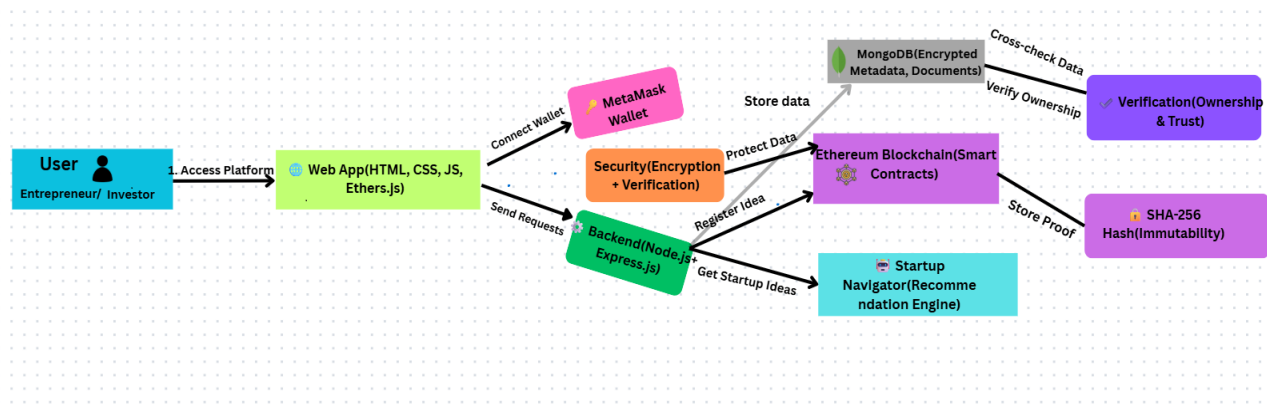 User
Entrepreneur/ Investor
1. Access Platform
Web App(HTML, CSS, JS,
Ethers.js)
Connect Wallet
MetaMask
Wallet
Send Requests
Backend(Node.js+
Express.js)
Security(Encryption
+ Verification)
Protect Data
Store data
Register Idea
Get Startup Ideas
MongoDB(Encrypted
Metadata, Documents)
Cross-check Data
Verify Ownership
Verification(Ownership
& Trust)
Ethereum Blockchain(Smart
Contracts)
Store Proof
SHA-256
Hash(Immutability)
Startup
Navigator(Recomme
ndation Engine)